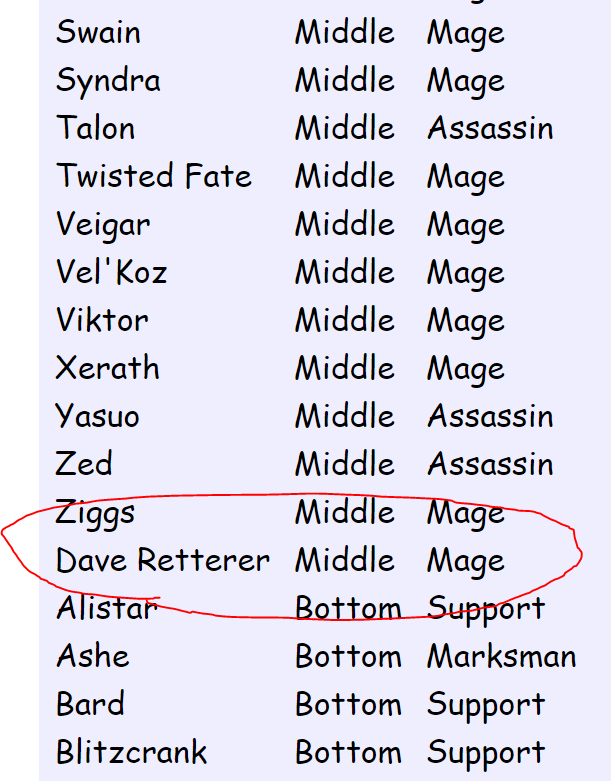 Swain Middle Mage
Syndra Middle Mage
Talon Middle Assassin
Twisted Fate Middle Mage
Veigar Middle Mage
Vel'Koz Middle Mage
Viktor Middle Mage
Xerath Middle Mage
Yasuo Middle Assassin
Zed Middle Assassin
Ziggs Middle Mage
Dave Retterer Middle Mage
Alistar Bottom Support
Ashe Bottom Marksman
Bard Bottom Support
Blitzcrank Bottom Support